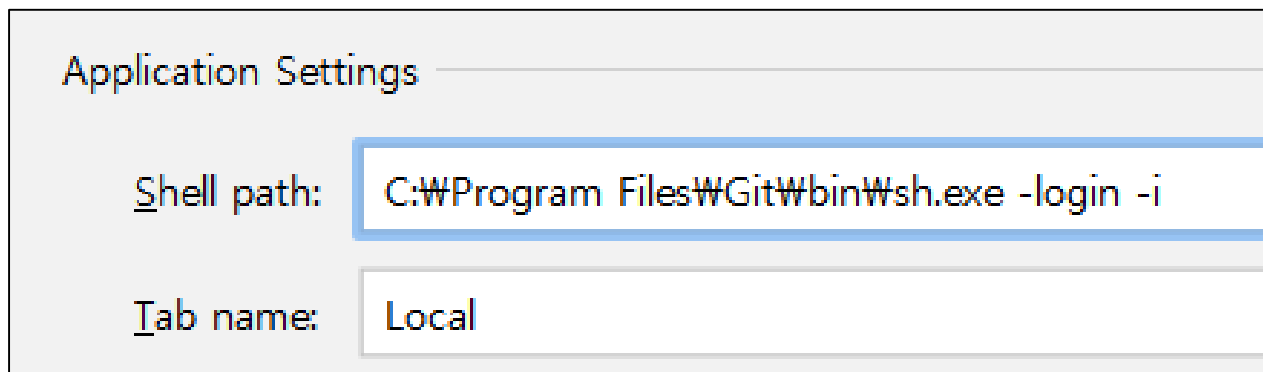 Application Settings
Shell path: C:₩Program Files₩Git₩bin₩sh.exe -login -i
Tab name: Local